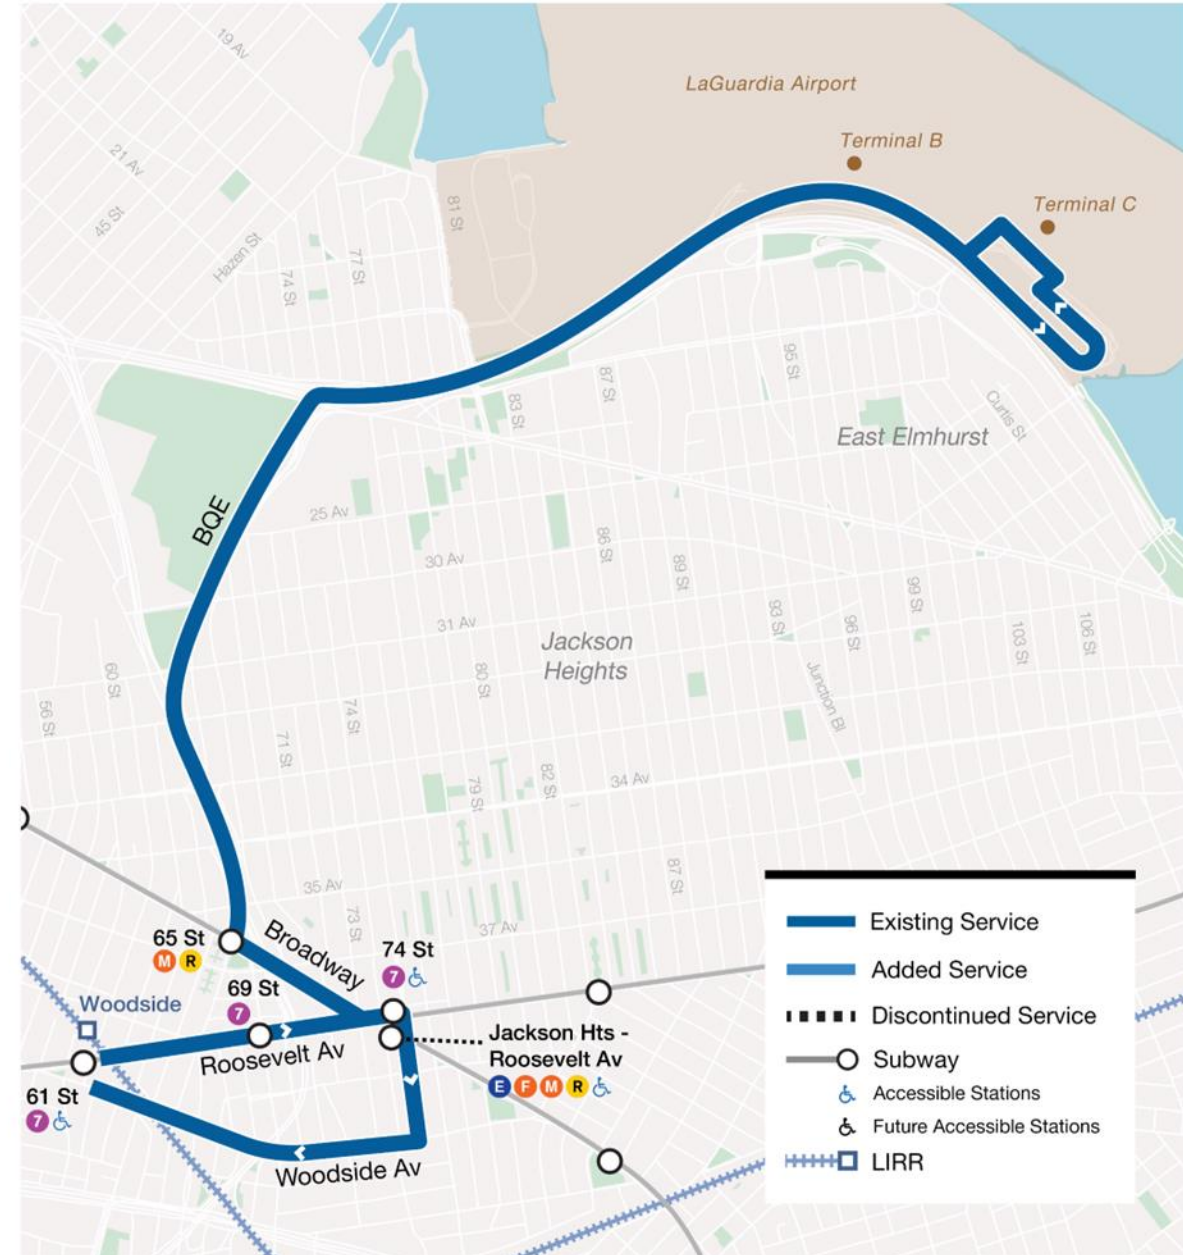 19 Av
LaGuardia Airport
Terminal B
21 Av
81 St
Terminal C
45 St
Hazen St
77 St
74 St
95 St
87 St
83 St
Curtis St
East Elmhurst
BQE
25 Av
86 St
30 Av
89 St
99 St
93 St
96 St
103 St
106 St
31 Av
Jackson
Heights
60 St
80 St
Junction Bl
56 St
74 St
71 St
82 St
34 Av
79 St
87 St
35 Av
73 St
37 Av
65 St
M R
Broadway
74 St
7
69 St
7
Woodside
Roosevelt Av
Jackson Hts -
Roosevelt Av
E F M R
61 St
7
Woodside Av
Existing Service
Added Service
Discontinued Service
Subway
Accessible Stations
Future Accessible Stations
LIRR